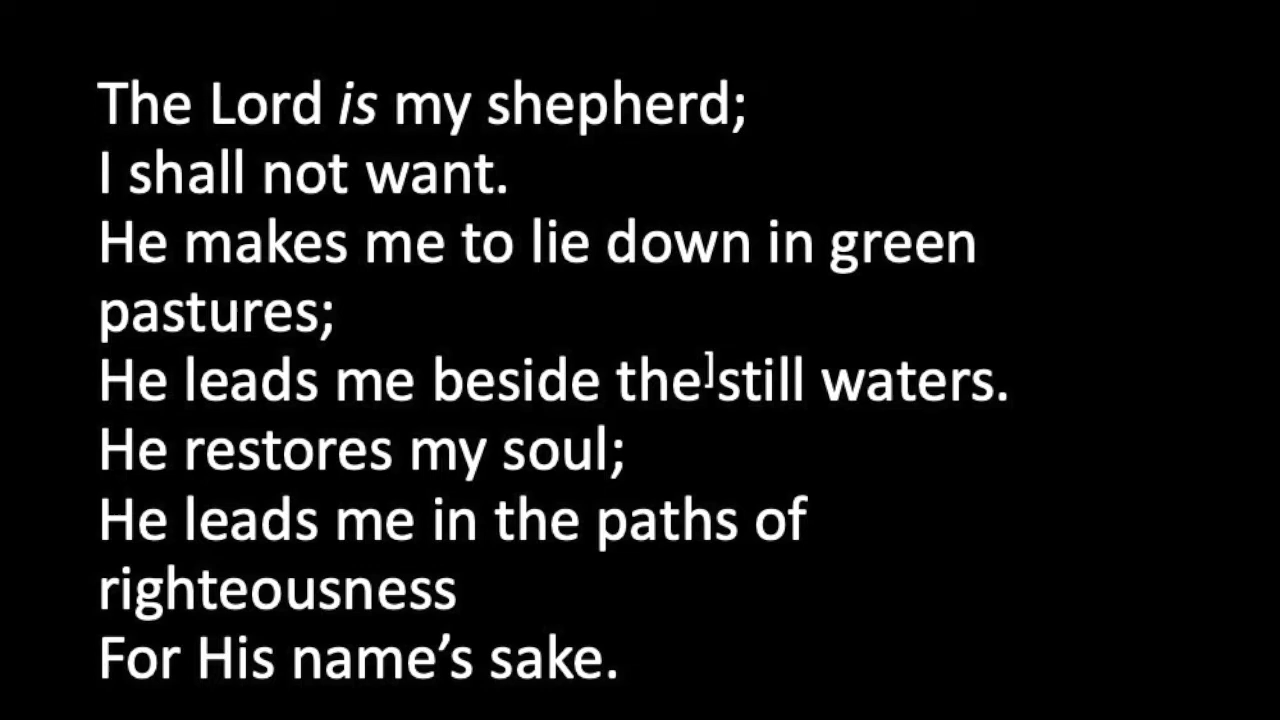 The Lord is my shepherd;
I shall not want.
He makes me to lie down in green
pastures;
He leads me beside the]still waters.
He restores my soul;
He leads me in the paths of
righteousness
For His name’s sake.